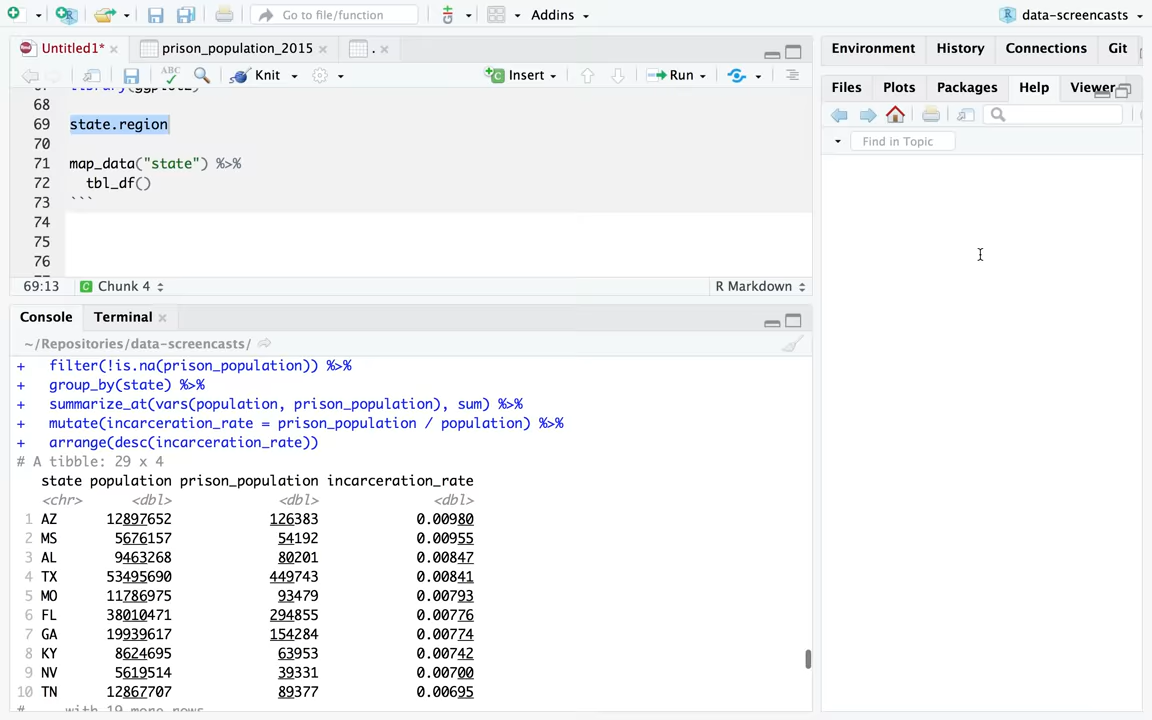 Go to file/function
Addins
data-screencasts
Untitled1*
prison_population_2015
.
Knit
Insert
Run
68
69 state.region
70
71 map_data("state") %>%
72 tbl_df()
73 ```
74
75
76
69:13
Chunk 4
R Markdown
Console
Terminal
~/Repositories/data-screencasts/
+ filter(!is.na(prison_population)) %>%
+ group_by(state) %>%
+ summarize_at(vars(population, prison_population), sum) %>%
+ mutate(incarceration_rate = prison_population / population) %>%
+ arrange(desc(incarceration_rate))
# A tibble: 29 x 4
state population prison_population incarceration_rate
<chr> <dbl> <dbl> <dbl>
1 AZ 12897652 126383 0.00980
2 MS 5676157 54192 0.00955
3 AL 9463268 80201 0.00847
4 TX 53495690 449743 0.00841
5 MO 11786975 93479 0.00793
6 FL 38010471 294855 0.00776
7 GA 19939617 154284 0.00774
8 KY 8624695 63953 0.00742
9 NV 5619514 39331 0.00700
10 TN 12867707 89377 0.00695
Environment
History
Connections
Git
Files
Plots
Packages
Help
Viewer
Find in Topic